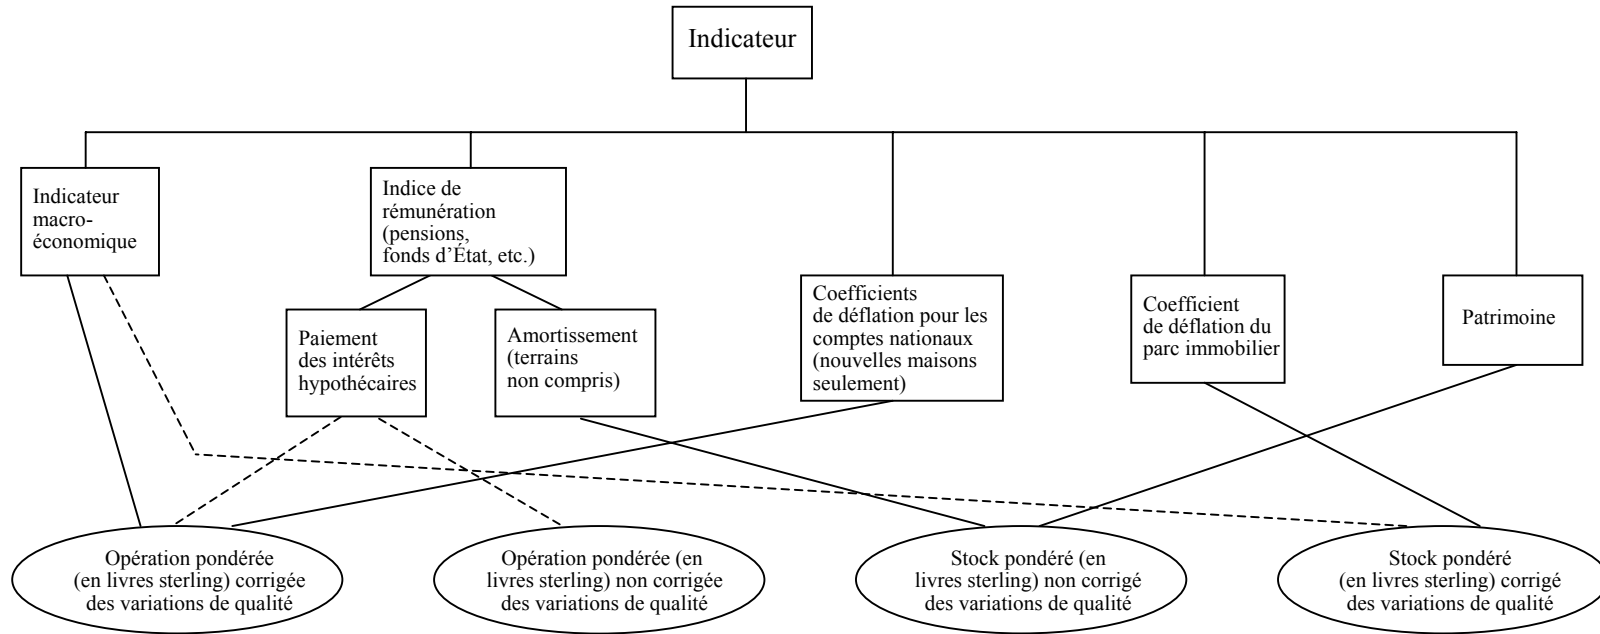 Indicateur
Indicateur
macro-
économique
Indice de
rémunération
(pensions,
fonds d’État, etc.)
Paiement
des intérêts
hypothécaires
Amortissement
(terrains
non compris)
Coefficients
de déflation pour les
comptes nationaux
(nouvelles maisons
seulement)
Coefficient
de déflation du
parc immobilier
Patrimoine
Opération pondérée
(en livres sterling) corrigée
des variations de qualité
Opération pondérée (en
livres sterling) non corrigée
des variations de qualité
Stock pondéré (en
livres sterling) non corrigé
des variations de qualité
Stock pondéré
(en livres sterling) corrigé
des variations de qualité